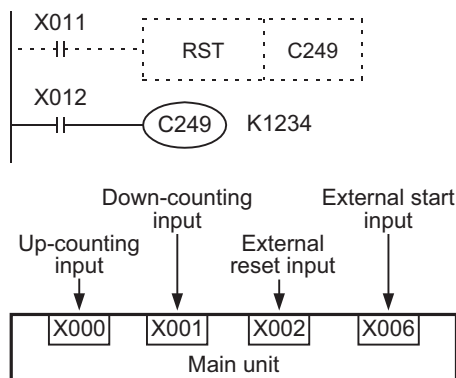 X011
RST C249
X012
C249 K1234
Down-counting input
External start input
Up-counting input
External reset input
X000 X001 X002 X006
Main unit